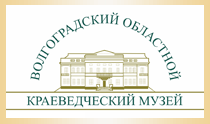 ВОЛГОГРАДСКИЙ ОБЛАСТНОЙ
КРАЕВЕДЧЕСКИЙ МУЗЕЙ